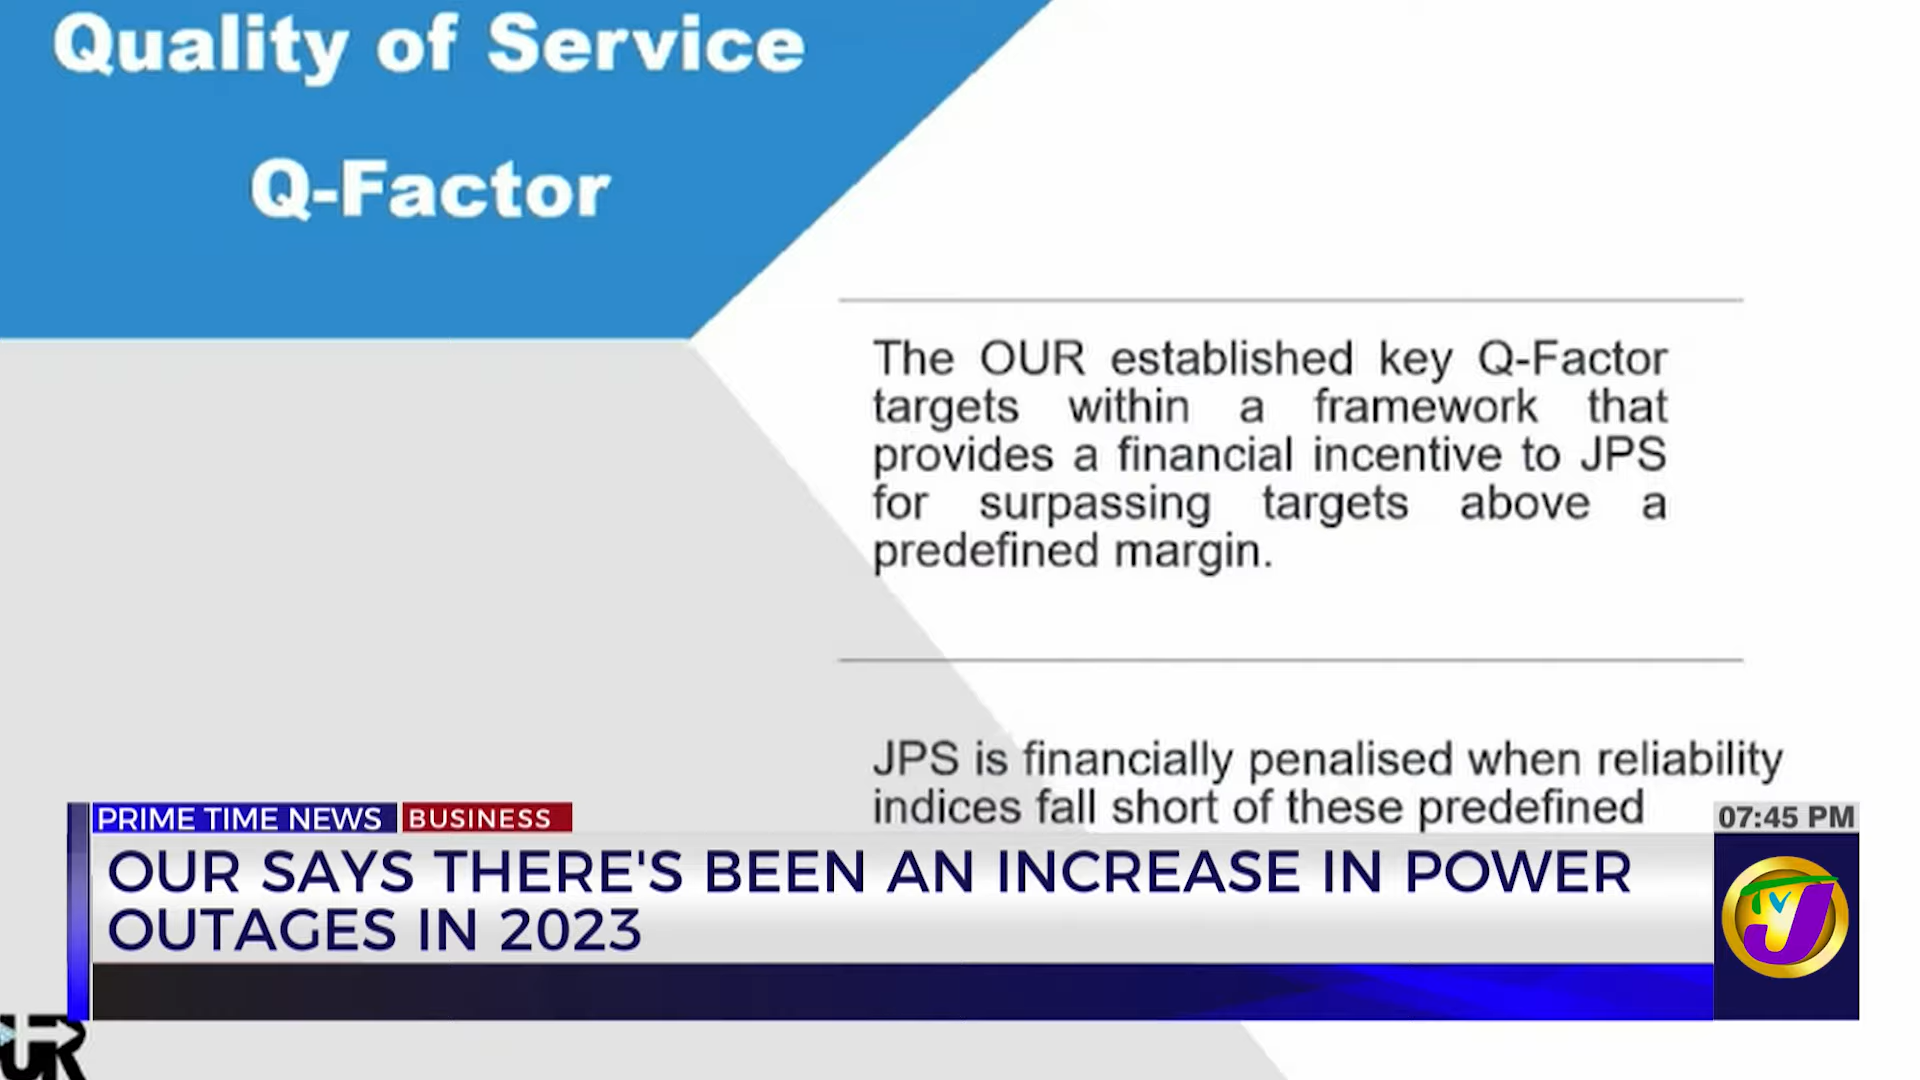 Quality of Service
Q-Factor
The OUR established key Q-Factor
targets within a framework that
provides a financial incentive to JPS
for surpassing targets above a
predefined margin.
JPS is financially penalised when reliability
indices fall short of these predefined
PRIME TIME NEWS BUSINESS
07:45 PM
OUR SAYS THERE'S BEEN AN INCREASE IN POWER
OUTAGES IN 2023
TVJ
UR